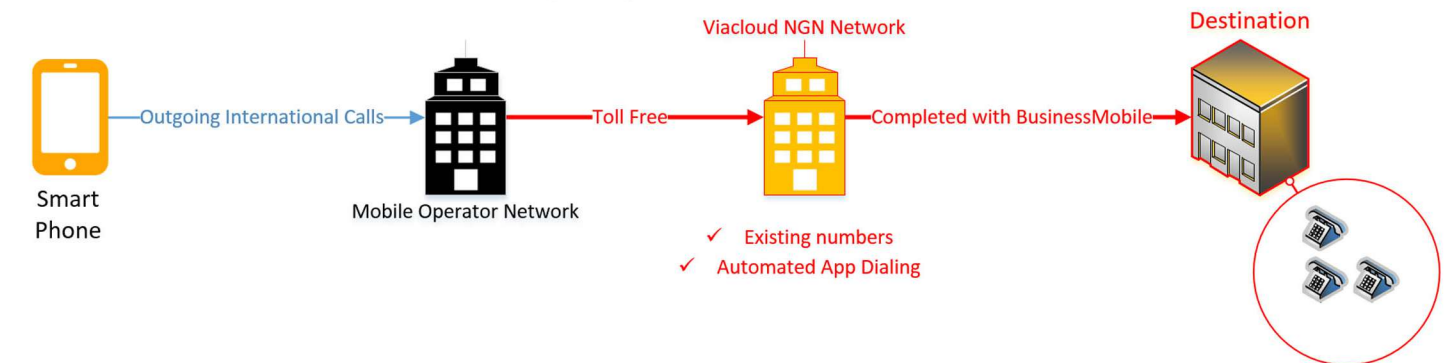 Viacloud NGN Network
Destination
Outgoing International Calls
Toll Free
Completed with BusinessMobile
Smart
Phone
Mobile Operator Network
✓ Existing numbers
✓ Automated App Dialing